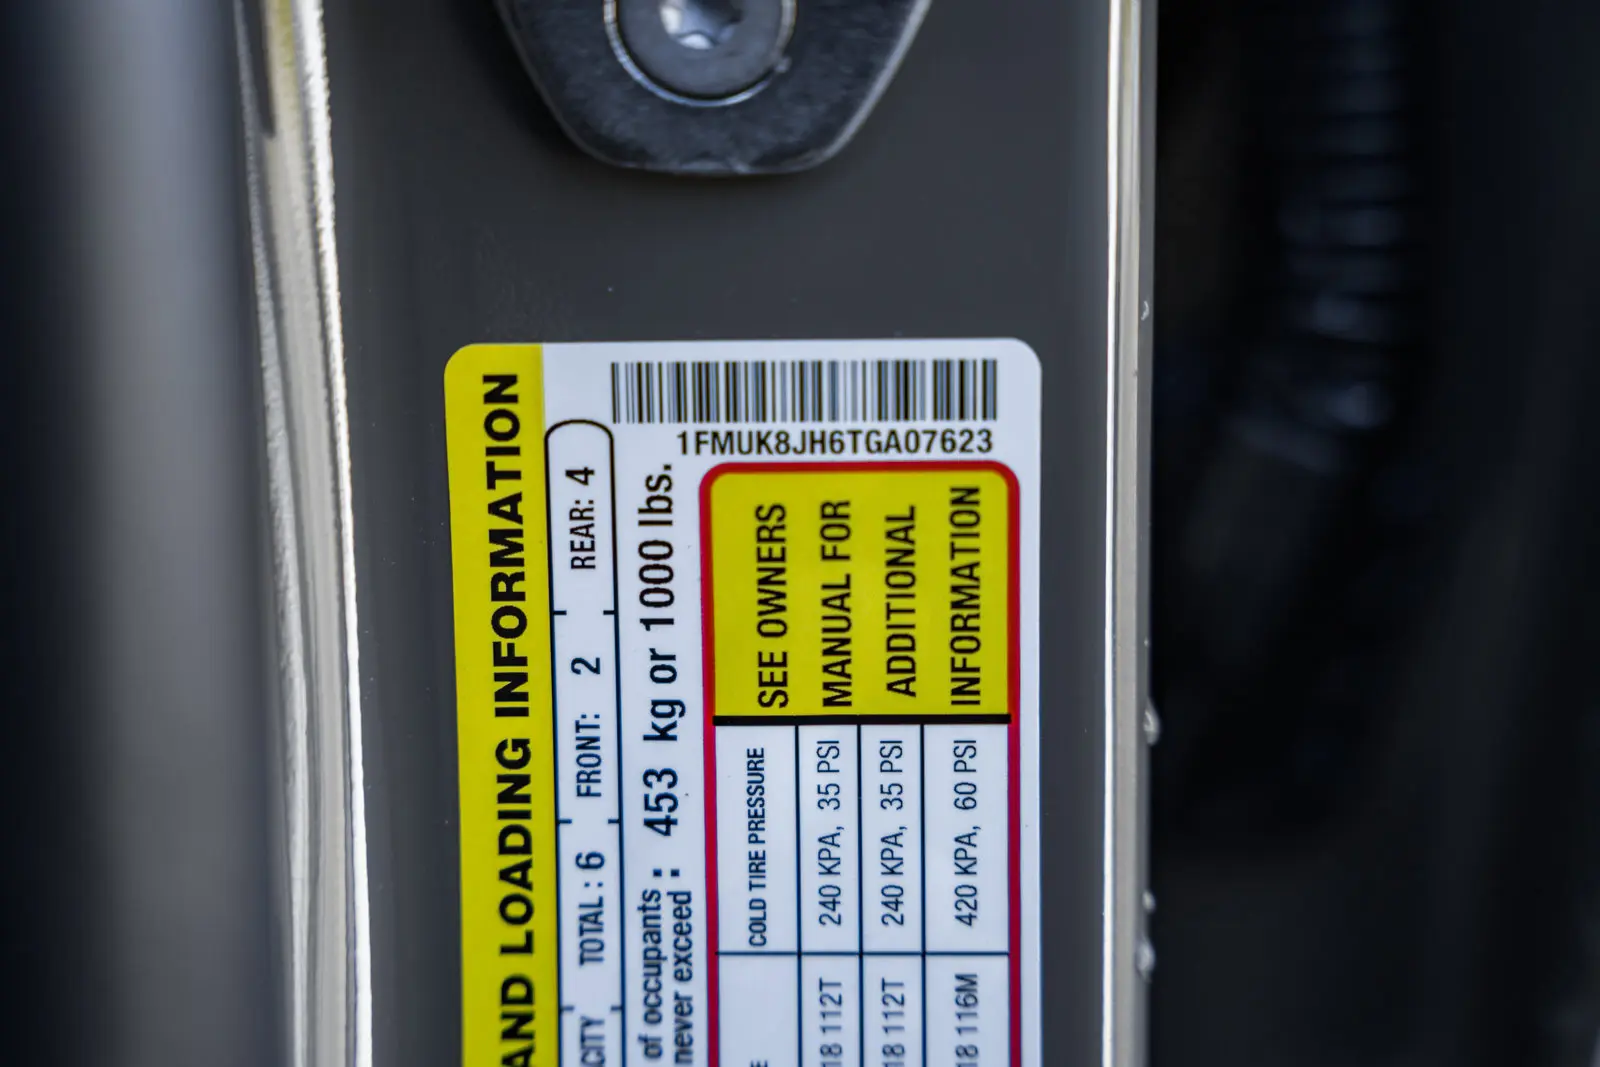 1FMUK8JH6TGA07623
AND LOADING INFORMATION
TOTAL : 6 FRONT: 2 REAR: 4
of occupants
never exceed : 453 kg or 1000 lbs.
COLD TIRE PRESSURE
18 112T 240 KPA, 35 PSI
18 112T 240 KPA, 35 PSI
18 116M 420 KPA, 60 PSI
SEE OWNERS
MANUAL FOR
ADDITIONAL
INFORMATION